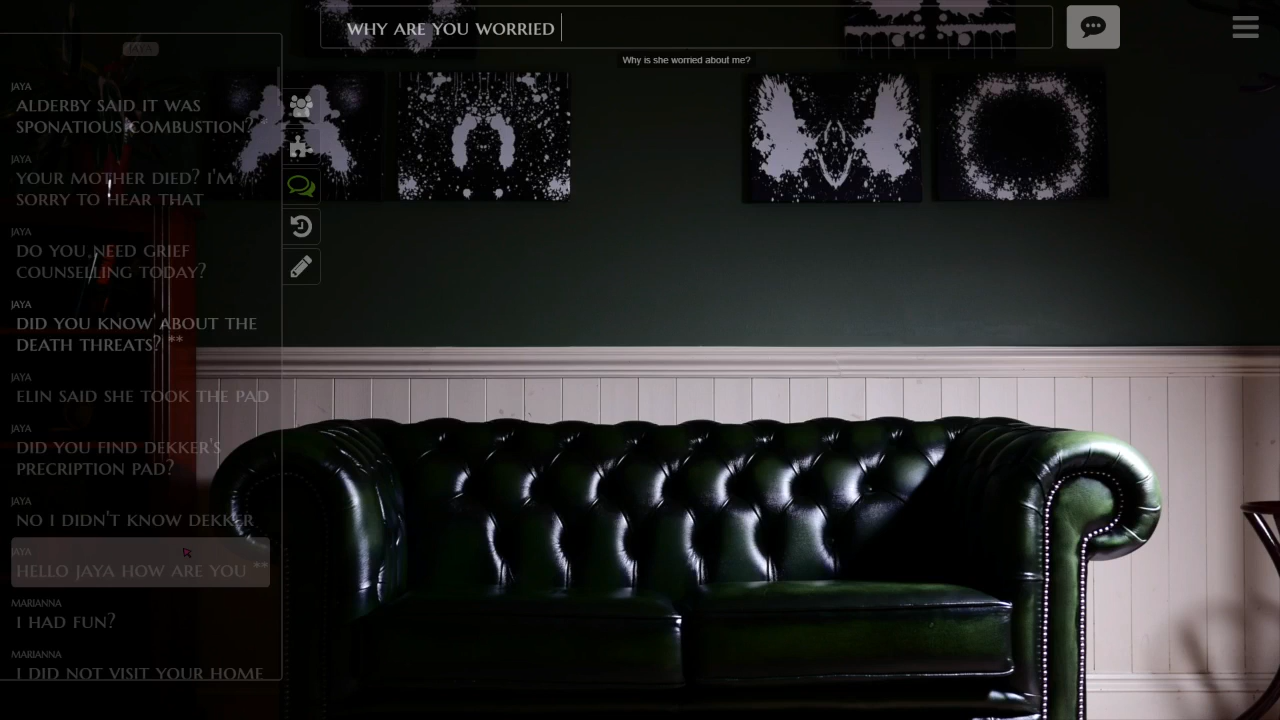 WHY ARE YOU WORRIED
Why is she worried about me?
JAYA
JAYA
ALDERBY SAID IT WAS
SPONATIOUS COMBUSTION?
JAYA
YOUR MOTHER DIED? I'M
SORRY TO HEAR THAT
JAYA
DO YOU NEED GRIEF
COUNSELLING TODAY?
JAYA
DID YOU KNOW ABOUT THE
DEATH THREATS? **
JAYA
ELIN SAID SHE TOOK THE PAD
JAYA
DID YOU FIND DEKKER'S
PRECRIPTION PAD?
JAYA
NO I DIDN'T KNOW DEKKER
JAYA
HELLO JAYA HOW ARE YOU **
MARIANNA
I HAD FUN?
MARIANNA
I DID NOT VISIT YOUR HOME